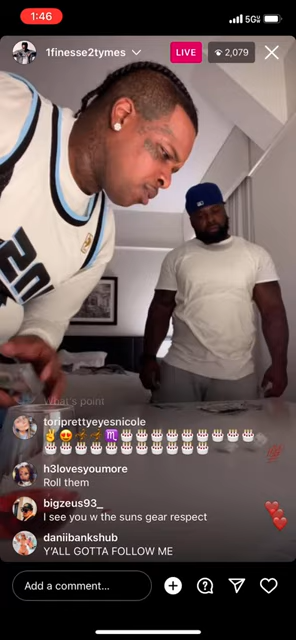 1:46
5G
1finesse2tymes
LIVE
2,079
What's point
toriprettyeyesnicole
✌️😍🧚🏾‍♀️🧚🏾‍♀️♏🎂🎂🎂🎂🎂🎂🎂🎂🎂
🎂🎂🎂🎂🎂🎂🎂🎂🎂🎂🎂
h3lovesyoumore
Roll them
bigzeus93_
I see you w the suns gear respect
daniibankshub
Y'ALL GOTTA FOLLOW ME
Add a comment...